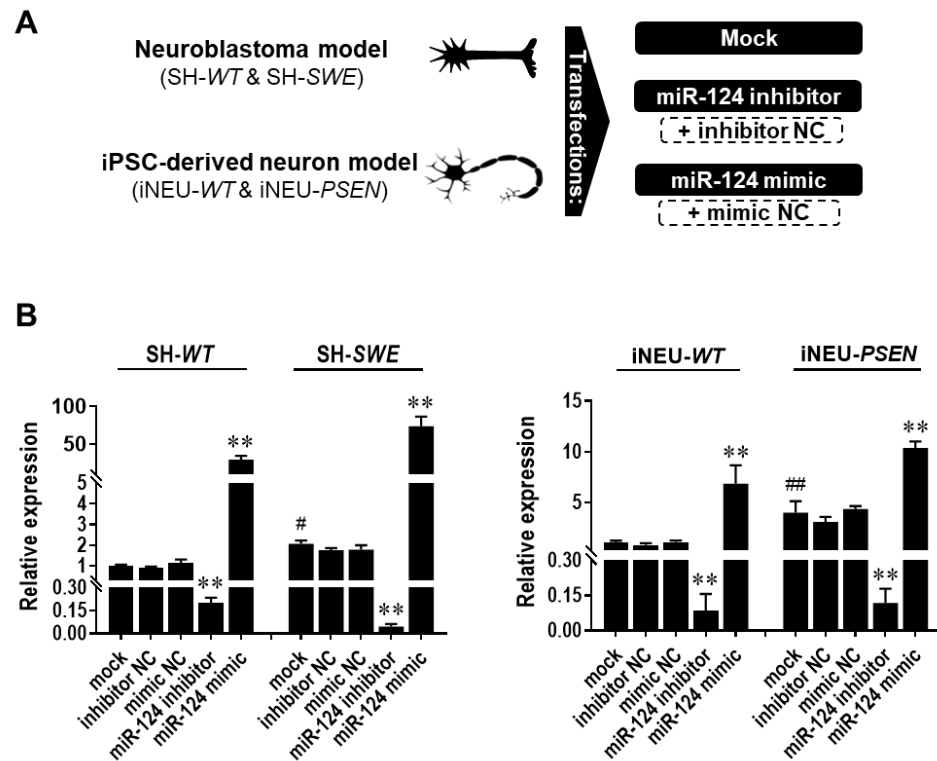 A
Neuroblastoma model
(SH-WT & SH-SWE)
iPSC-derived neuron model
(iNEU-WT & iNEU-PSEN)
Transfections:
Mock
miR-124 inhibitor
+ inhibitor NC
miR-124 mimic
+ mimic NC
B
SH-WT
SH-SWE
Relative expression
100
50
5
4
3
2
1
0.30
0.15
0.00
**
**
#
**
**
mock
inhibitor NC
mimic NC
miR-124 inhibitor
miR-124 mimic
mock
inhibitor NC
mimic NC
miR-124 inhibitor
miR-124 mimic
iNEU-WT
iNEU-PSEN
Relative expression
15
10
5
0.30
0.15
0.00
**
**
##
**
**
mock
inhibitor NC
mimic NC
miR-124 inhibitor
miR-124 mimic
mock
inhibitor NC
mimic NC
miR-124 inhibitor
miR-124 mimic